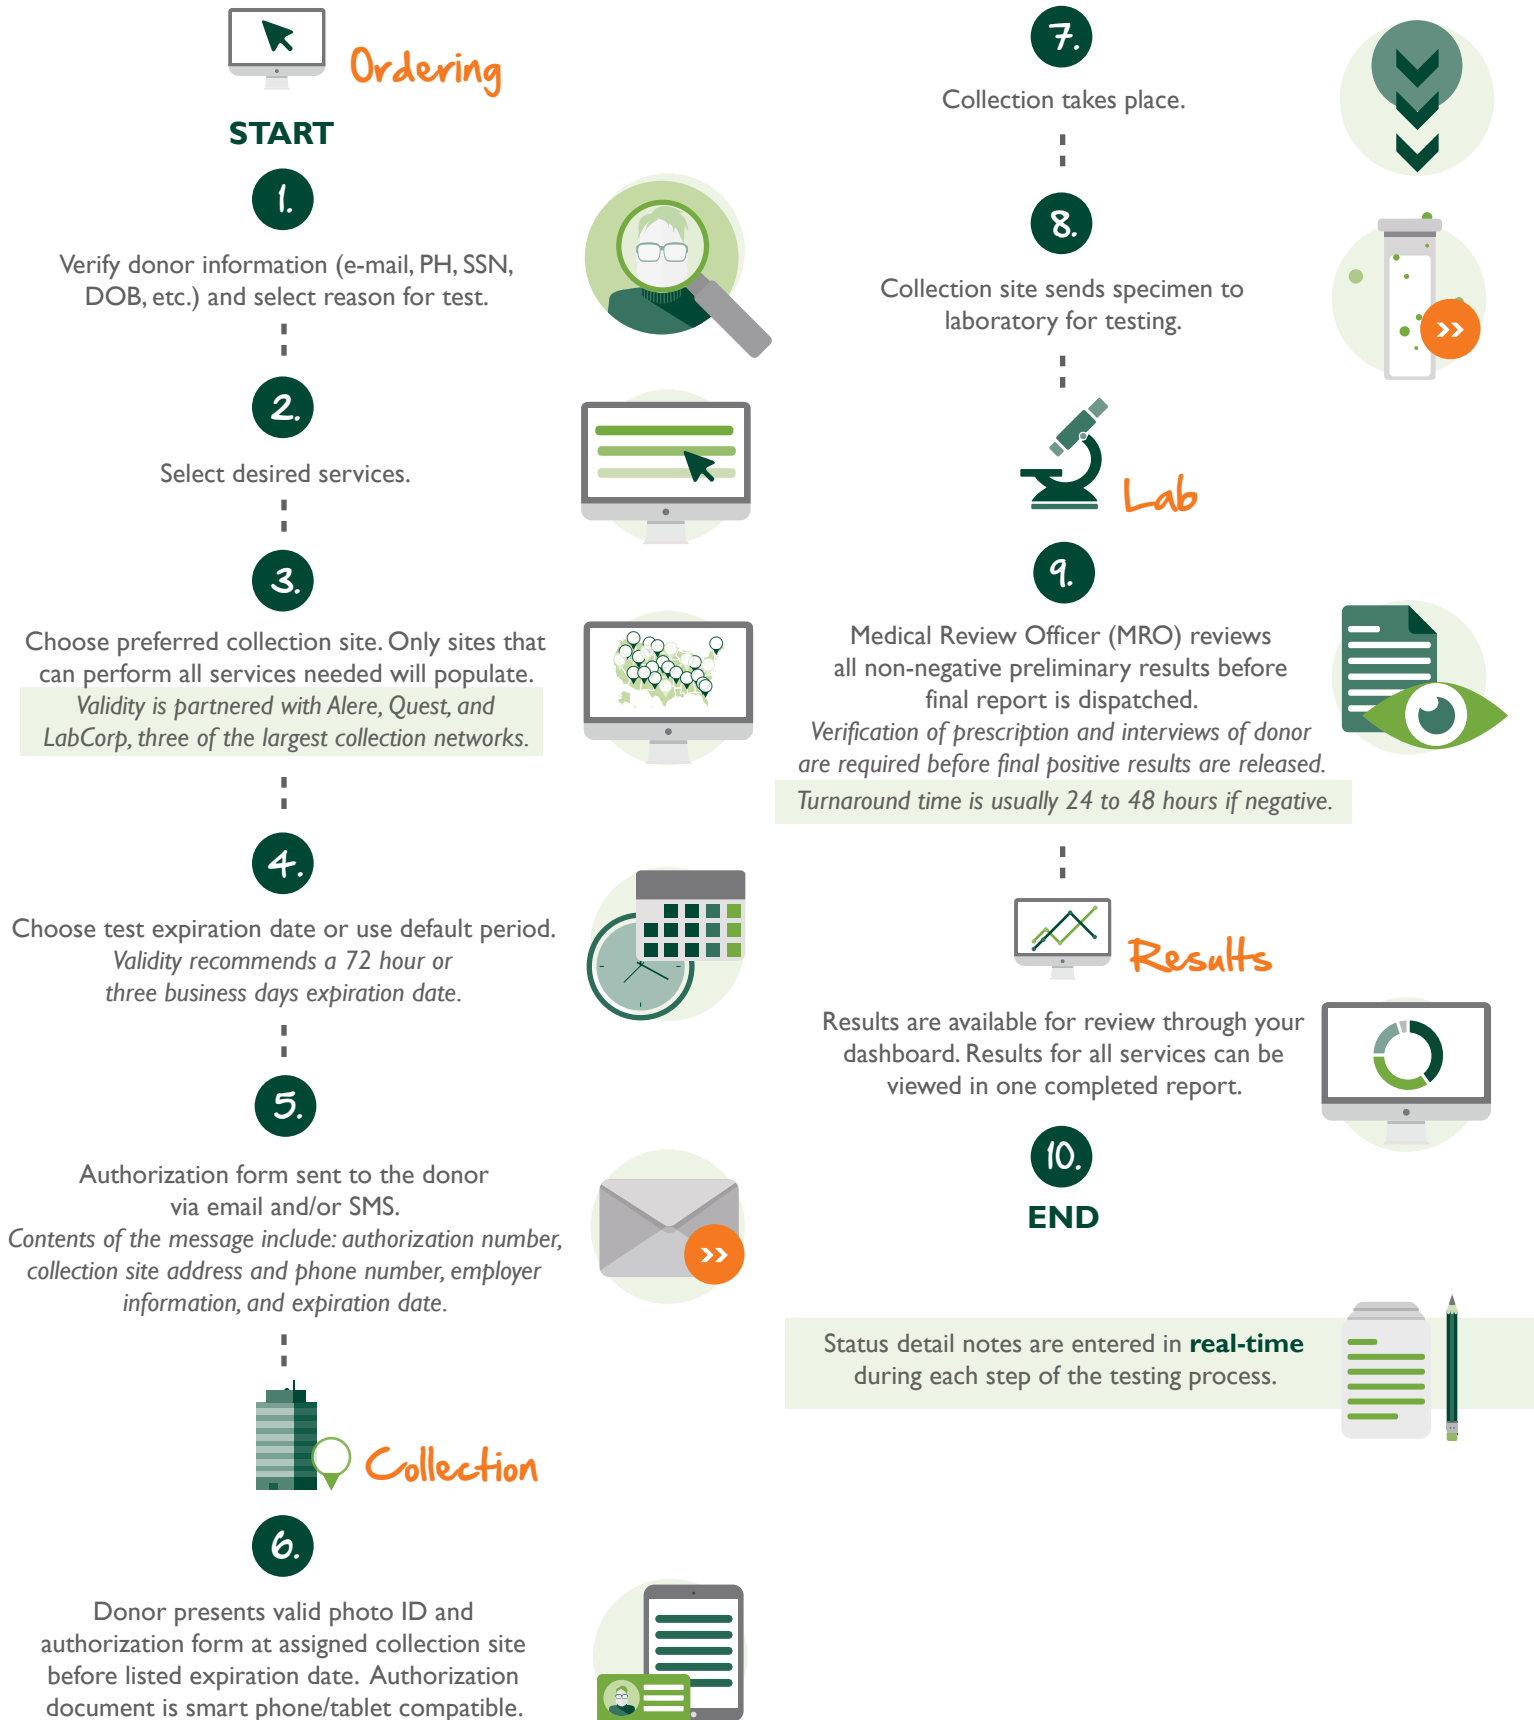 Ordering
START
1.
Verify donor information (e-mail, PH, SSN,
DOB, etc.) and select reason for test.
2.
Select desired services.
3.
Choose preferred collection site. Only sites that
can perform all services needed will populate.
Validity is partnered with Alere, Quest, and
LabCorp, three of the largest collection networks.
4.
Choose test expiration date or use default period.
Validity recommends a 72 hour or
three business days expiration date.
5.
Authorization form sent to the donor
via email and/or SMS.
Contents of the message include: authorization number,
collection site address and phone number, employer
information, and expiration date.
Collection
6.
Donor presents valid photo ID and
authorization form at assigned collection site
before listed expiration date. Authorization
document is smart phone/tablet compatible.
7.
Collection takes place.
8.
Collection site sends specimen to
laboratory for testing.
Lab
9.
Medical Review Officer (MRO) reviews
all non-negative preliminary results before
final report is dispatched.
Verification of prescription and interviews of donor
are required before final positive results are released.
Turnaround time is usually 24 to 48 hours if negative.
Results
Results are available for review through your
dashboard. Results for all services can be
viewed in one completed report.
10.
END
Status detail notes are entered in real-time
during each step of the testing process.